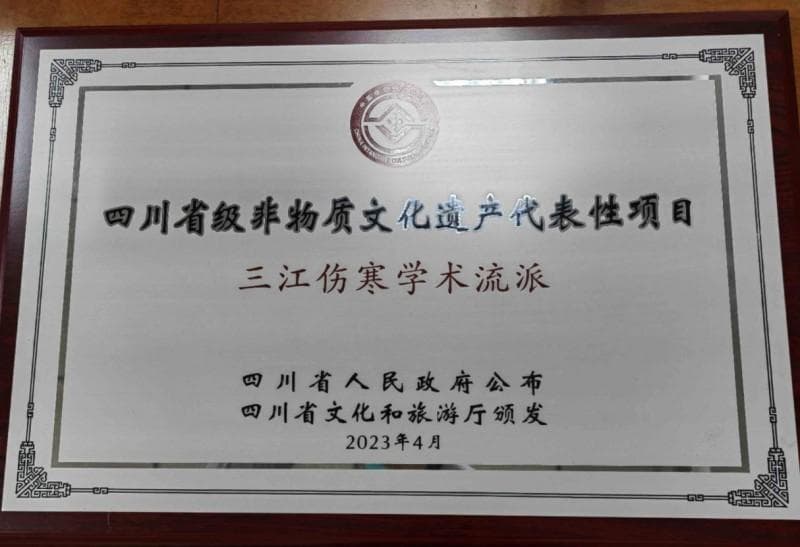 四川省级非物质文化遗产代表性项目
三江伤寒学术流派
四川省人民政府公布
四川省文化和旅游厅颁发
2023年4月